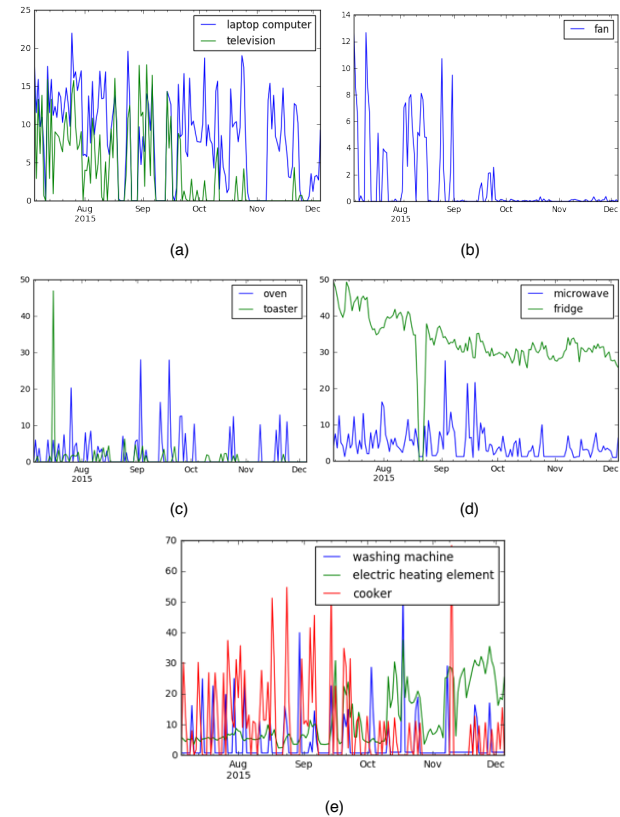 25
20
15
10
5
0
laptop computer
television
Aug
2015
Sep
Oct
Nov
Dec
(a)
14
12
10
8
6
4
2
0
fan
Aug
2015
Sep
Oct
Nov
Dec
(b)
50
40
30
20
10
0
oven
toaster
Aug
2015
Sep
Oct
Nov
Dec
(c)
50
40
30
20
10
0
microwave
fridge
Aug
2015
Sep
Oct
Nov
Dec
(d)
70
60
50
40
30
20
10
0
washing machine
electric heating element
cooker
Aug
2015
Sep
Oct
Nov
Dec
(e)